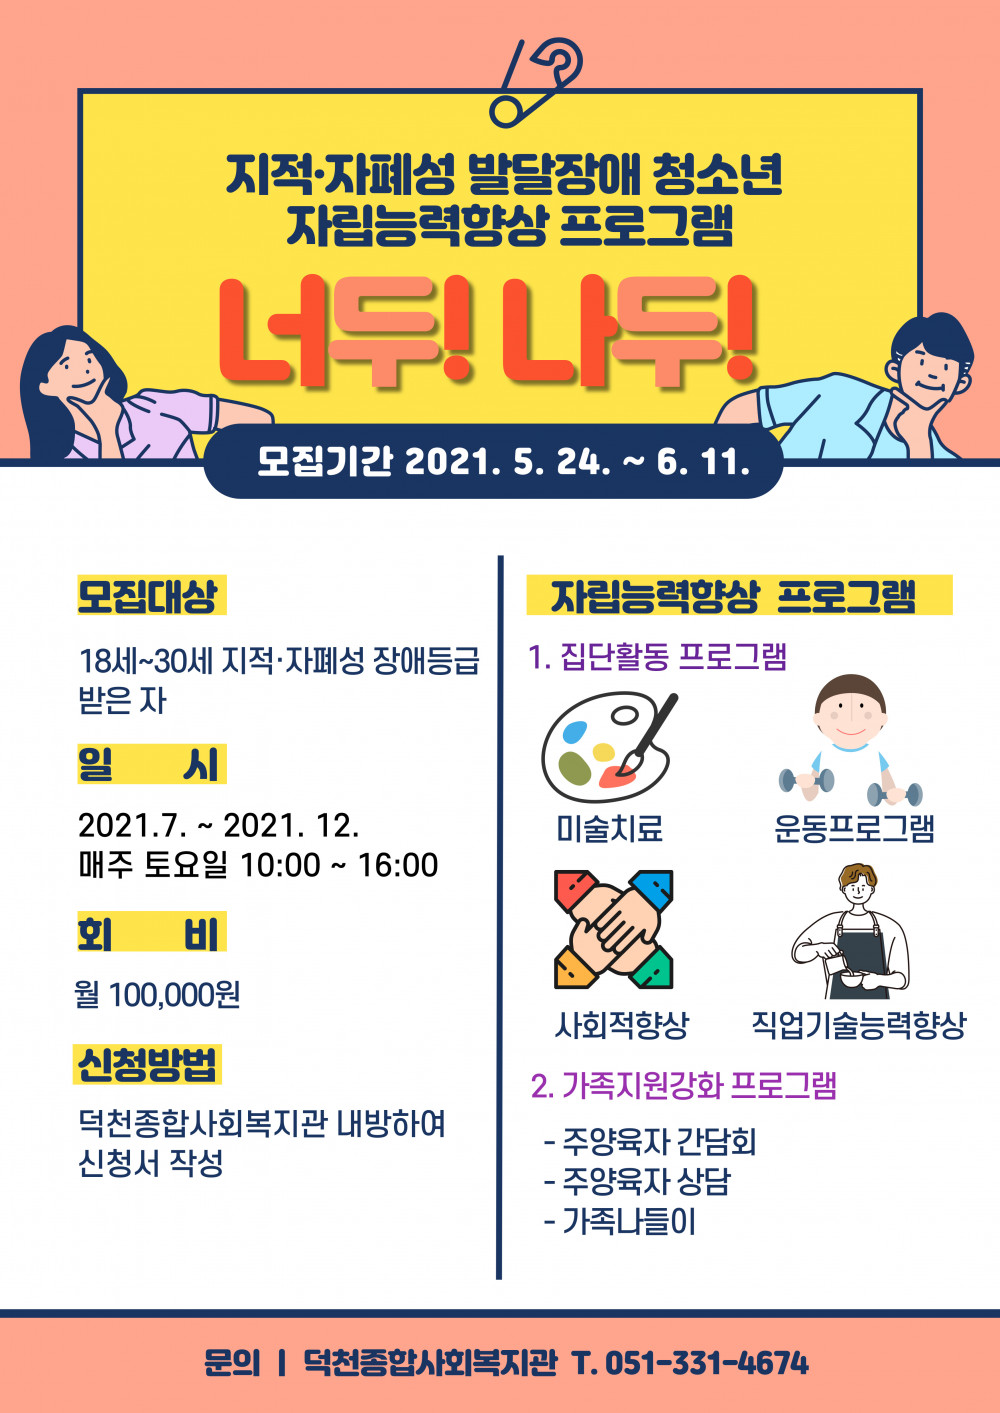 지적·자폐성 발달장애 청소년
자립능력향상 프로그램
너두! 나두!
모집기간 2021. 5. 24. ~ 6. 11.
모집대상
18세~30세 지적·자폐성 장애등급
받은 자
일 시
2021.7. ~ 2021. 12.
매주 토요일 10:00 ~ 16:00
회 비
월 100,000원
신청방법
덕천종합사회복지관 내방하여
신청서 작성
자립능력향상 프로그램
1. 집단활동 프로그램
미술치료
운동프로그램
사회적향상
직업기술능력향상
2. 가족지원강화 프로그램
- 주양육자 간담회
- 주양육자 상담
- 가족나들이
문의 | 덕천종합사회복지관 T. 051-331-4674